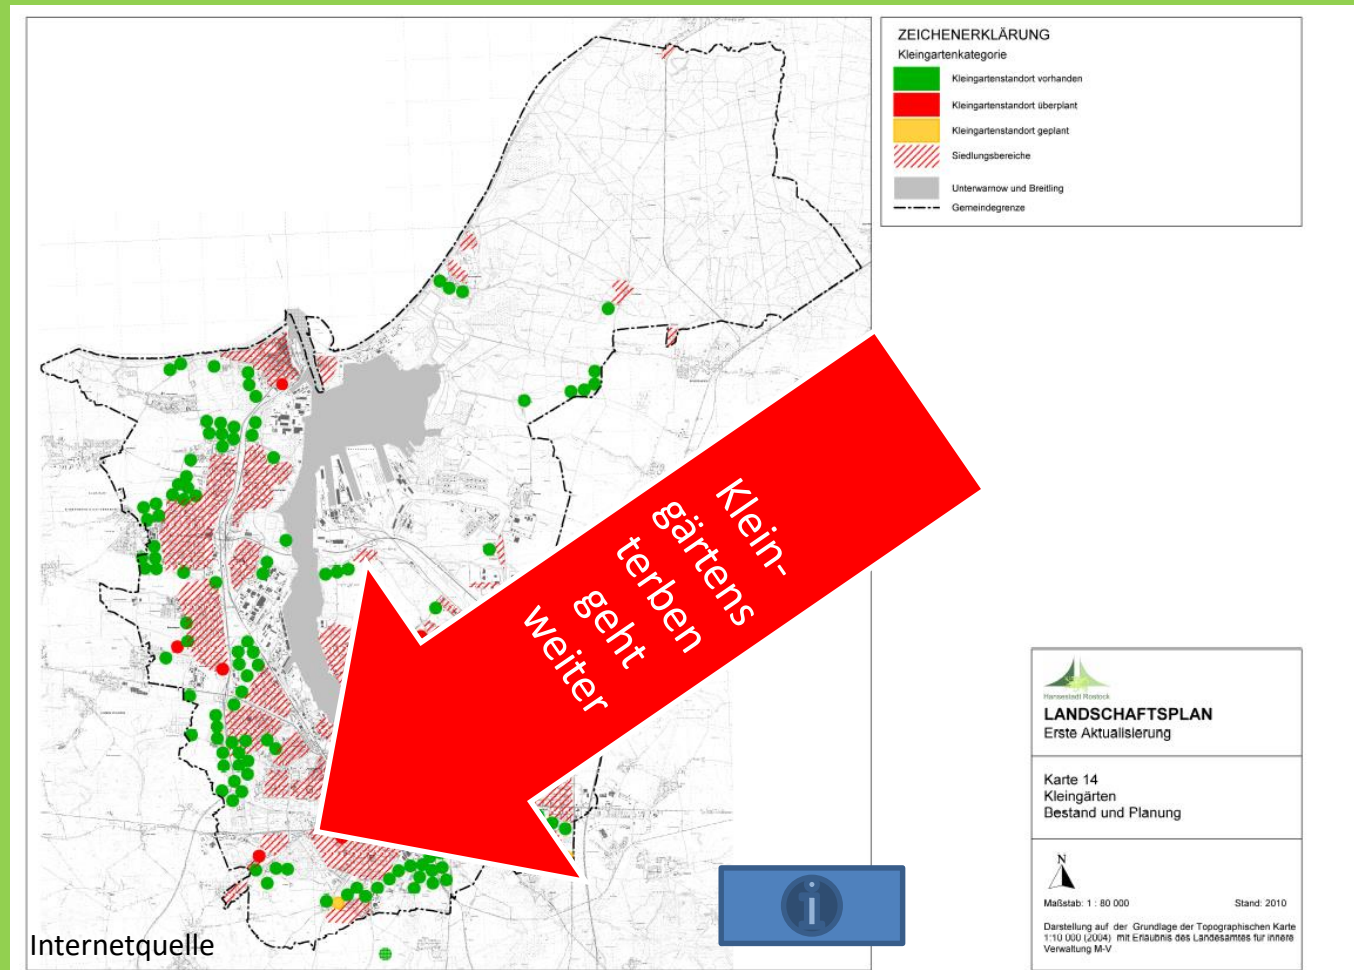 ZEICHENERKLÄRUNG
Kleingartenkategorie
Kleingartenstandort vorhanden
Kleingartenstandort überplant
Kleingartenstandort geplant
Siedlungsbereiche
Unterwarnow und Breitling
Gemeindegrenze
Klein-
gärtens
terben
geht
weiter
Hansestadt Rostock
LANDSCHAFTSPLAN
Erste Aktualisierung
Karte 14
Kleingärten
Bestand und Planung
N
Maßstab: 1 : 80 000
Stand: 2010
Darstellung auf der Grundlage der Topographischen Karte
1:10 000 (2004) mit Erlaubnis des Landesamtes für innere
Verwaltung M-V
Internetquelle